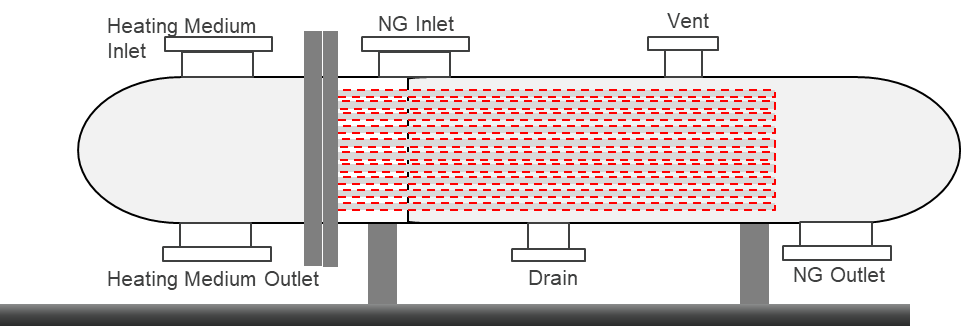 Heating Medium
Inlet
NG Inlet
Vent
Heating Medium Outlet
Drain
NG Outlet